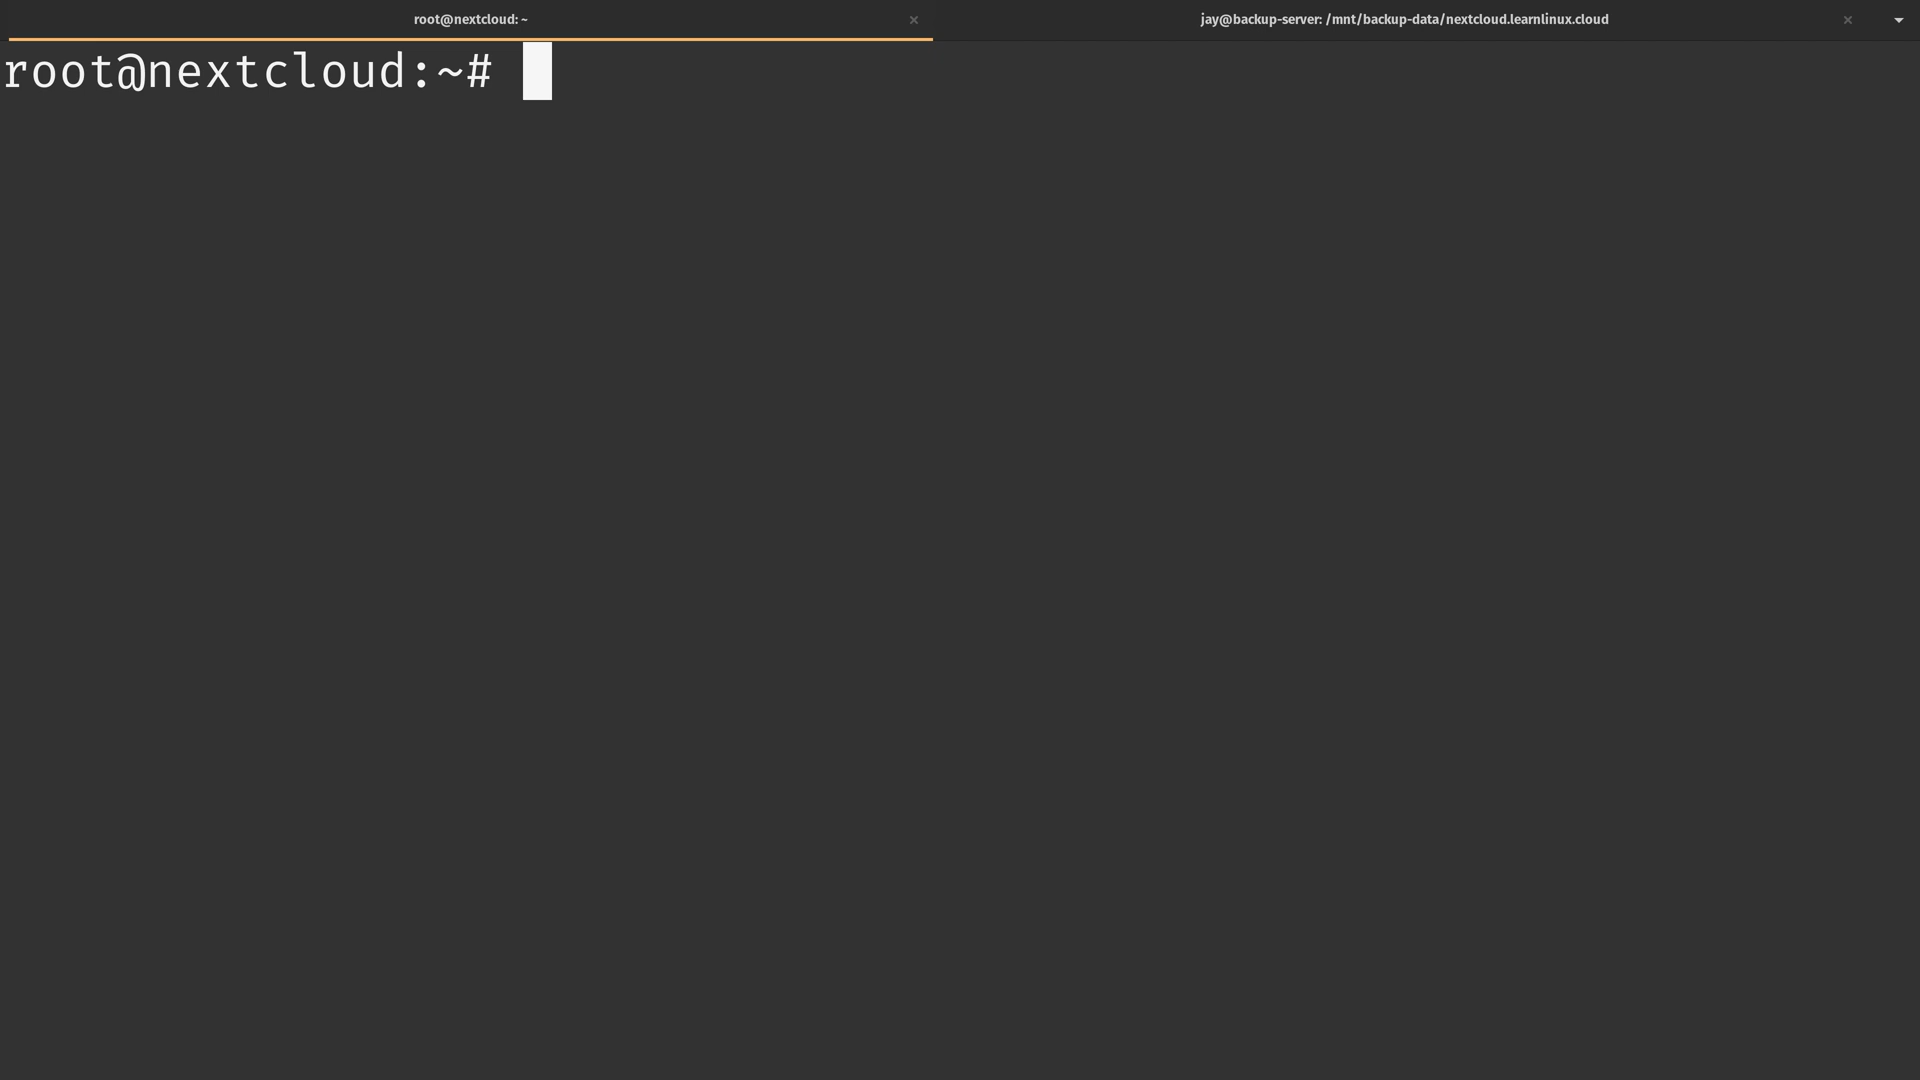 root@nextcloud: ~
jay@backup-server: /mnt/backup-data/nextcloud.learnlinux.cloud
root@nextcloud:~#